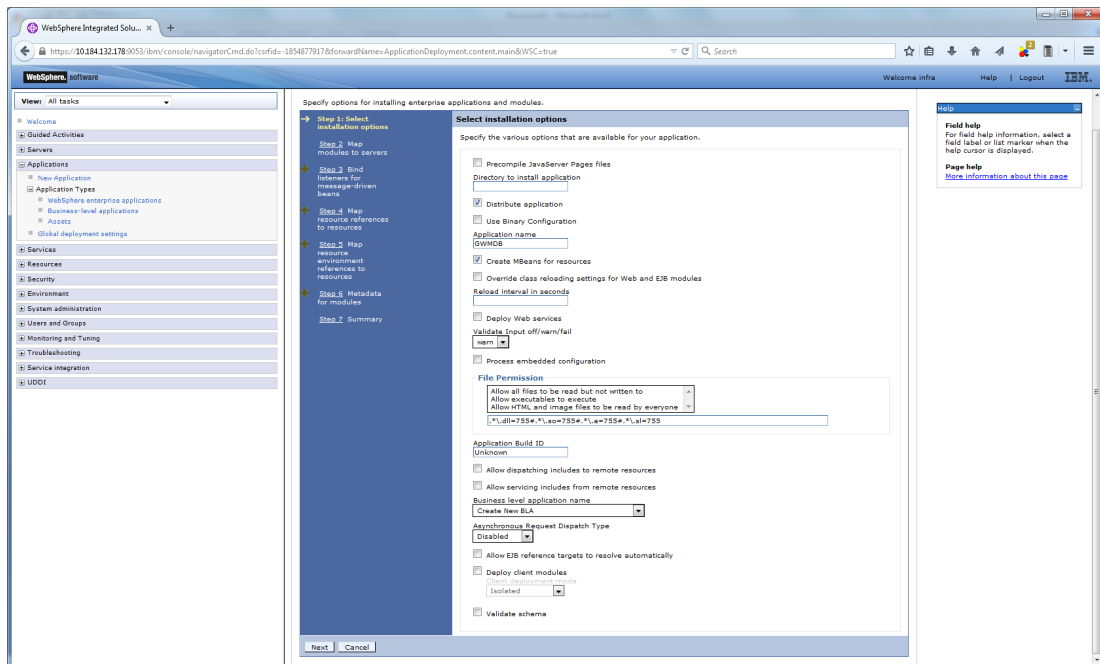 WebSphere Integrated Solu...
https://10.184.132.178:9053/ibm/console/navigatorCmd.do?csrfid=-1854877917&forwardName=ApplicationDeployment.content.main&WSC=true
Search
2
WebSphere. software
Welcome infra
Help | Logout
IBM.
View: All tasks
Welcome
Guided Activities
Servers
Applications
New Application
Application Types
WebSphere enterprise applications
Business-level applications
Assets
Global deployment settings
Services
Resources
Security
Environment
System administration
Users and Groups
Monitoring and Tuning
Troubleshooting
Service integration
UDDI
Specify options for installing enterprise applications and modules.
Step 1: Select
installation options
Step 2 Map
modules to servers
Step 3 Bind
listeners for
message-driven
beans
Step 4 Map
resource references
to resources
Step 5 Map
resource
environment
references to
resources
Step 6 Metadata
for modules
Step 7 Summary
Select installation options
Specify the various options that are available for your application.
Precompile JavaServer Pages files
Directory to install application
Distribute application
Use Binary Configuration
Application name
GWMDB
Create MBeans for resources
Override class reloading settings for Web and EJB modules
Reload interval in seconds
Deploy Web services
Validate Input off/warn/fail
warn
Process embedded configuration
File Permission
Allow all files to be read but not written to
Allow executables to execute
Allow HTML and image files to be read by everyone
.*\.dll=755#.*\.so=755#.*\.a=755#.*\.sl=755
Application Build ID
Unknown
Allow dispatching includes to remote resources
Allow servicing includes from remote resources
Business level application name
Create New BLA
Asynchronous Request Dispatch Type
Disabled
Allow EJB reference targets to resolve automatically
Deploy client modules
Client deployment mode
Isolated
Validate schema
Next
Cancel
Help
Field help
For field help information, select a
field label or list marker when the
help cursor is displayed.
Page help
More information about this page